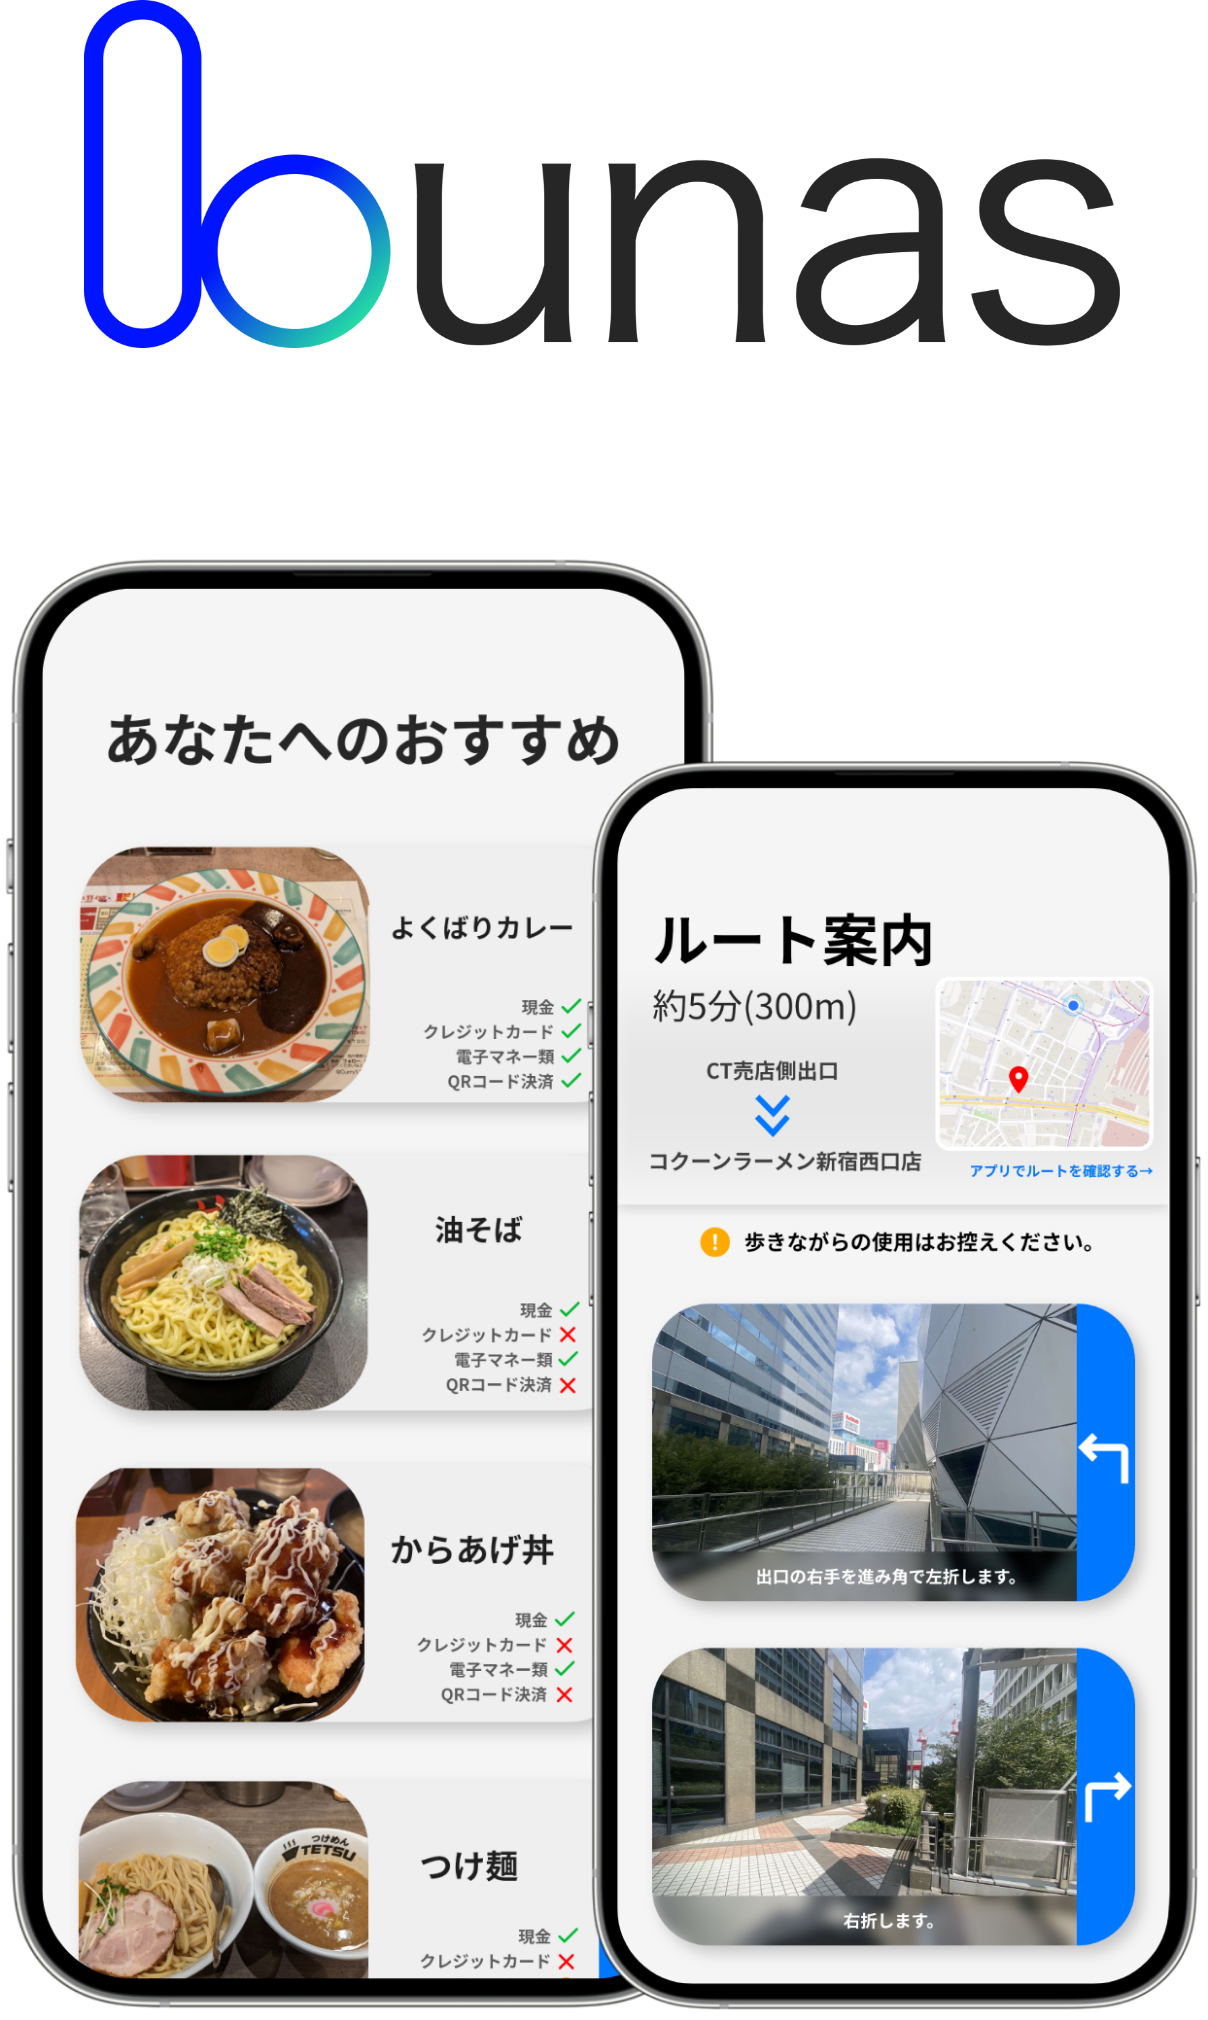 bunas
あなたへのおすすめ
よくばりカレー
現金
クレジットカード
電子マネー類
QRコード決済
油そば
現金
クレジットカード
電子マネー類
QRコード決済
からあげ丼
現金
クレジットカード
電子マネー類
QRコード決済
つけめん
TETSU
つけ麺
現金
クレジットカード
ルート案内
約5分(300m)
CT売店側出口
コクーンラーメン新宿西口店
アプリでルートを確認する→
歩きながらの使用はお控えください。
出口の右手を進み角で左折します。
右折します。